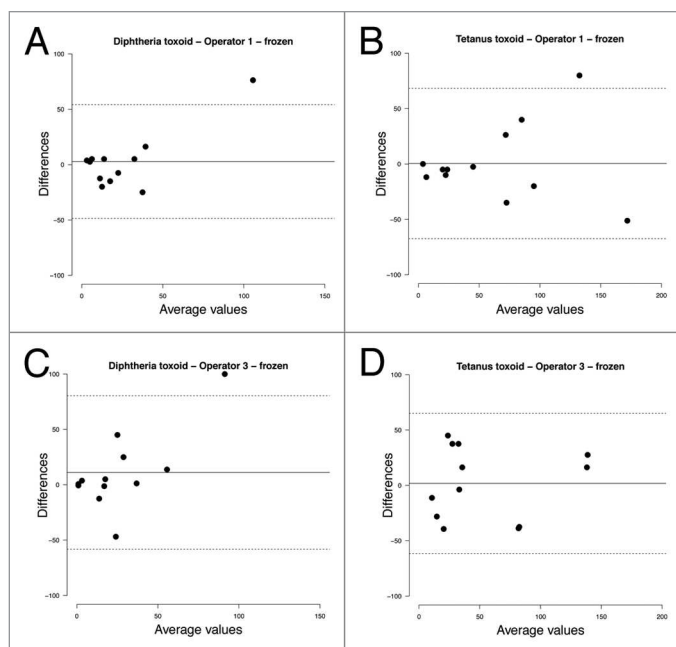 A
Diphtheria toxoid – Operator 1 – frozen
100
50
0
−50
−100
Differences
0 50 100 150
Average values
B
Tetanus toxoid – Operator 1 – frozen
100
50
0
−50
−100
Differences
0 50 100 150 200
Average values
C
Diphtheria toxoid – Operator 3 – frozen
100
50
0
−50
−100
Differences
0 50 100 150
Average values
D
Tetanus toxoid – Operator 3 – frozen
100
50
0
−50
−100
Differences
0 50 100 150 200
Average values